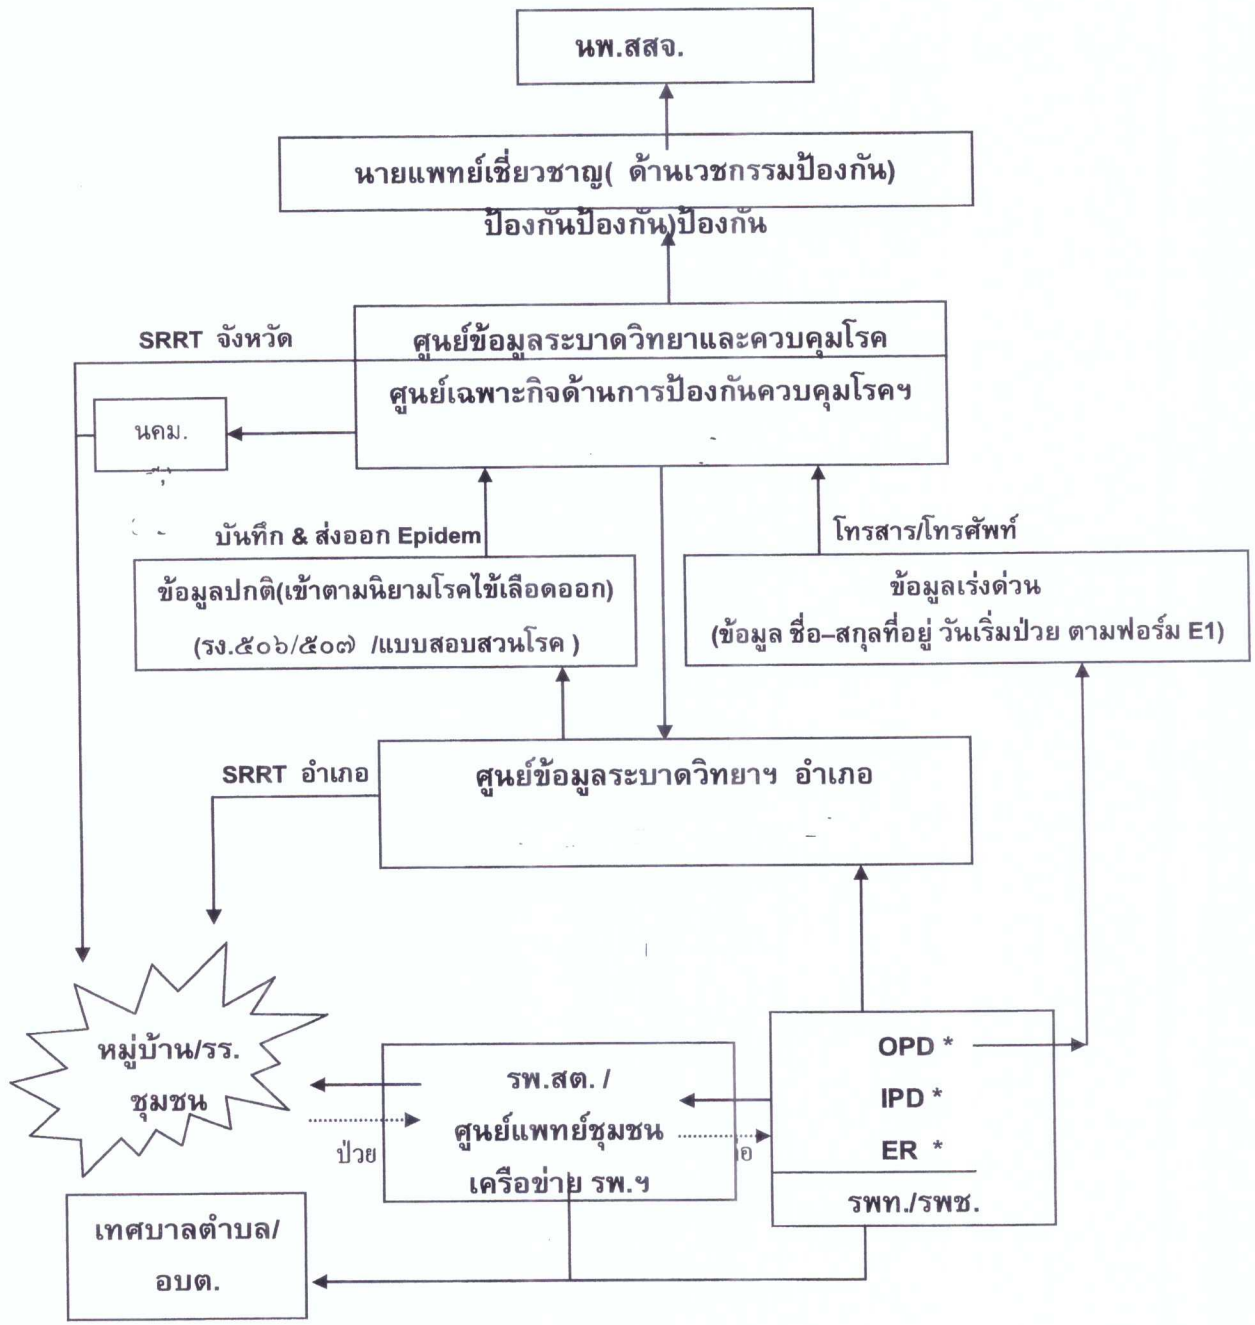 นพ.สสจ.
นายแพทย์เชี่ยวชาญ( ด้านเวชกรรมป้องกัน)
ป้องกันป้องกัน)ป้องกัน
SRRT จังหวัด
ศูนย์ข้อมูลระบาดวิทยาและควบคุมโรค
ศูนย์เฉพาะกิจด้านการป้องกันควบคุมโรคฯ
นคม.
บันทึก & ส่งออก Epidem
โทรสาร/โทรศัพท์
ข้อมูลปกติ(เข้าตามนิยามโรคไข้เลือดออก)
(รง.๕๐๖/๕๐๗ /แบบสอบสวนโรค )
ข้อมูลเร่งด่วน
(ข้อมูล ชื่อ–สกุลที่อยู่ วันเริ่มป่วย ตามฟอร์ม E1)
SRRT อำเภอ
ศูนย์ข้อมูลระบาดวิทยาฯ อำเภอ
หมู่บ้าน/รร.
ชุมชน
รพ.สต. /
ศูนย์แพทย์ชุมชน
เครือข่าย รพ.ฯ
ป่วย
OPD *
IPD *
ER *
รพท./รพช.
เทศบาลตำบล/
อบต.